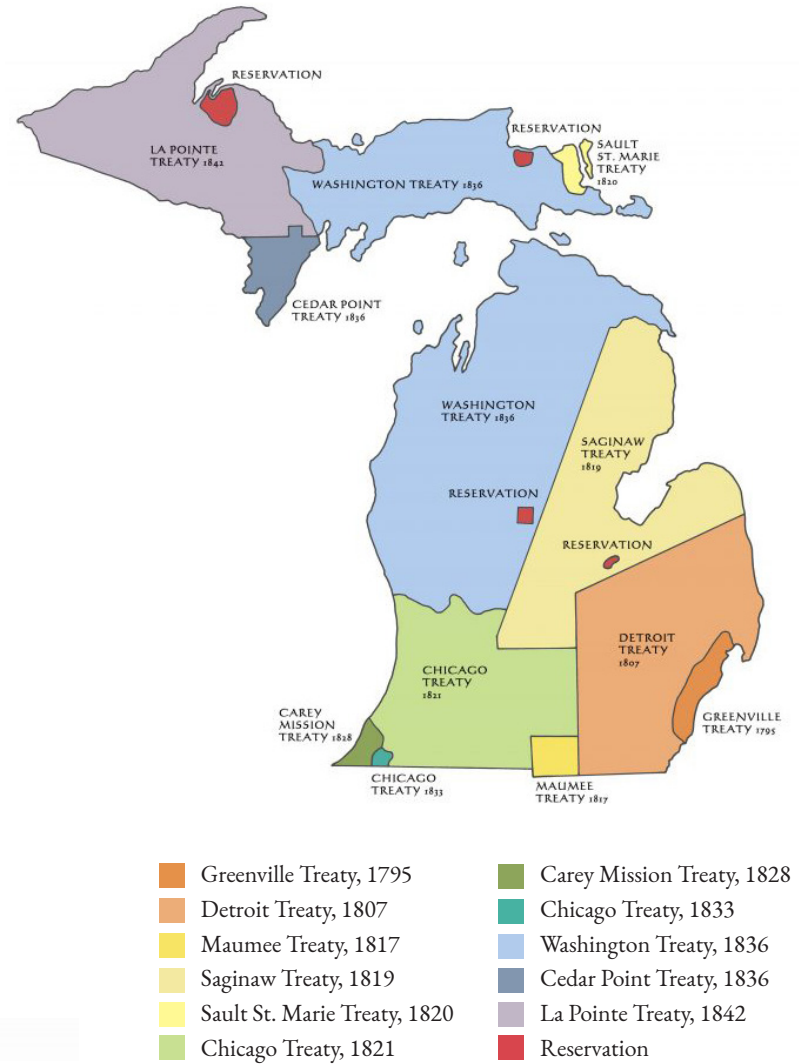 RESERVATION
LA POINTE
TREATY 1842
RESERVATION
SAULT
ST. MARIE
TREATY
1820
WASHINGTON TREATY 1836
CEDAR POINT
TREATY 1836
WASHINGTON
TREATY 1836
SAGINAW
TREATY
1819
RESERVATION
RESERVATION
DETROIT
TREATY
1807
CHICAGO
TREATY
1821
CAREY
MISSION
TREATY 1828
GREENVILLE
TREATY 1795
CHICAGO
TREATY 1833
MAUMEE
TREATY 1817
Greenville Treaty, 1795
Detroit Treaty, 1807
Maumee Treaty, 1817
Saginaw Treaty, 1819
Sault St. Marie Treaty, 1820
Chicago Treaty, 1821
Carey Mission Treaty, 1828
Chicago Treaty, 1833
Washington Treaty, 1836
Cedar Point Treaty, 1836
La Pointe Treaty, 1842
Reservation